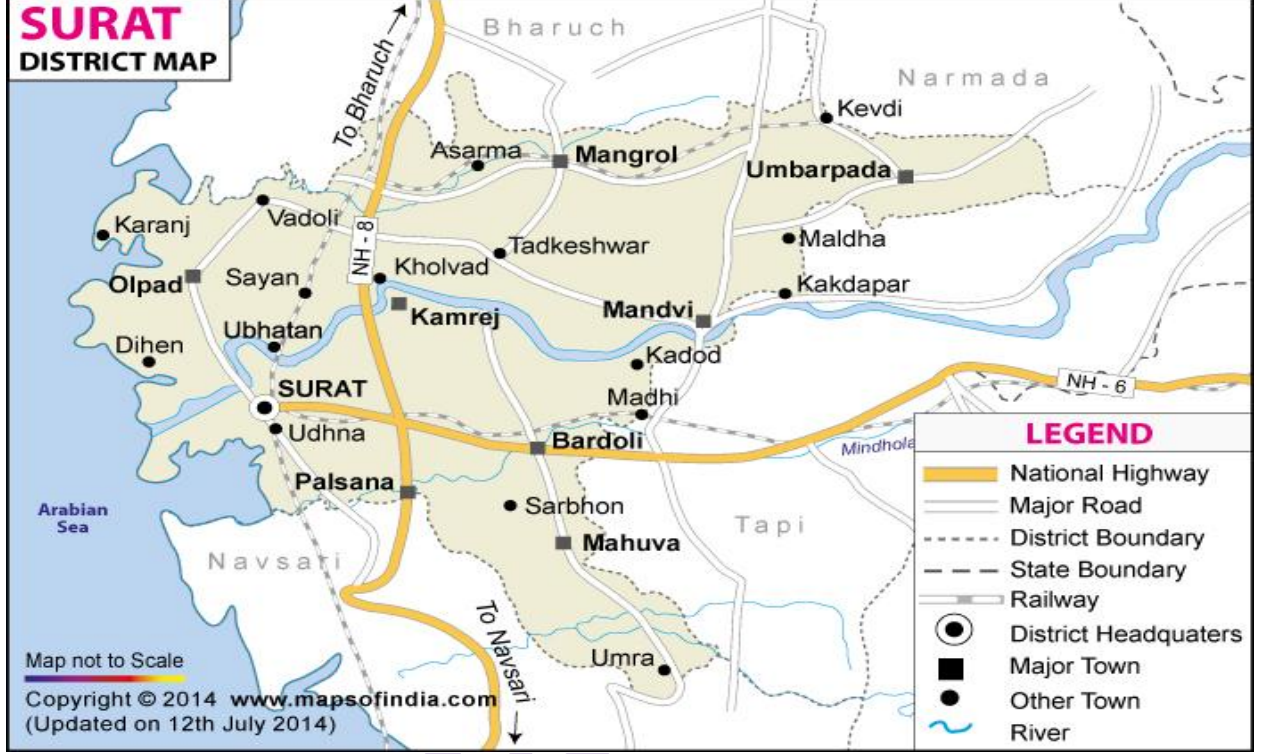 SURAT
DISTRICT MAP
Bharuch
Narmada
To Bharuch
Kevdi
Asarma
Mangrol
Umbarpada
Karanj
Vadoli
NH - 8
Tadkeshwar
Maldha
Olpad
Sayan
Kholvad
Kakdapar
Kamrej
Mandvi
Ubhatan
Dihen
Kadod
SURAT
Madhi
NH - 6
Udhna
Bardoli
Mindhola
Palsana
Sarbhon
Arabian
Sea
Tapi
Mahuva
Navsari
To Navsari
Umra
LEGEND
National Highway
Major Road
District Boundary
State Boundary
Railway
District Headquaters
Major Town
Other Town
River
Map not to Scale
Copyright © 2014 www.mapsofindia.com
(Updated on 12th July 2014)